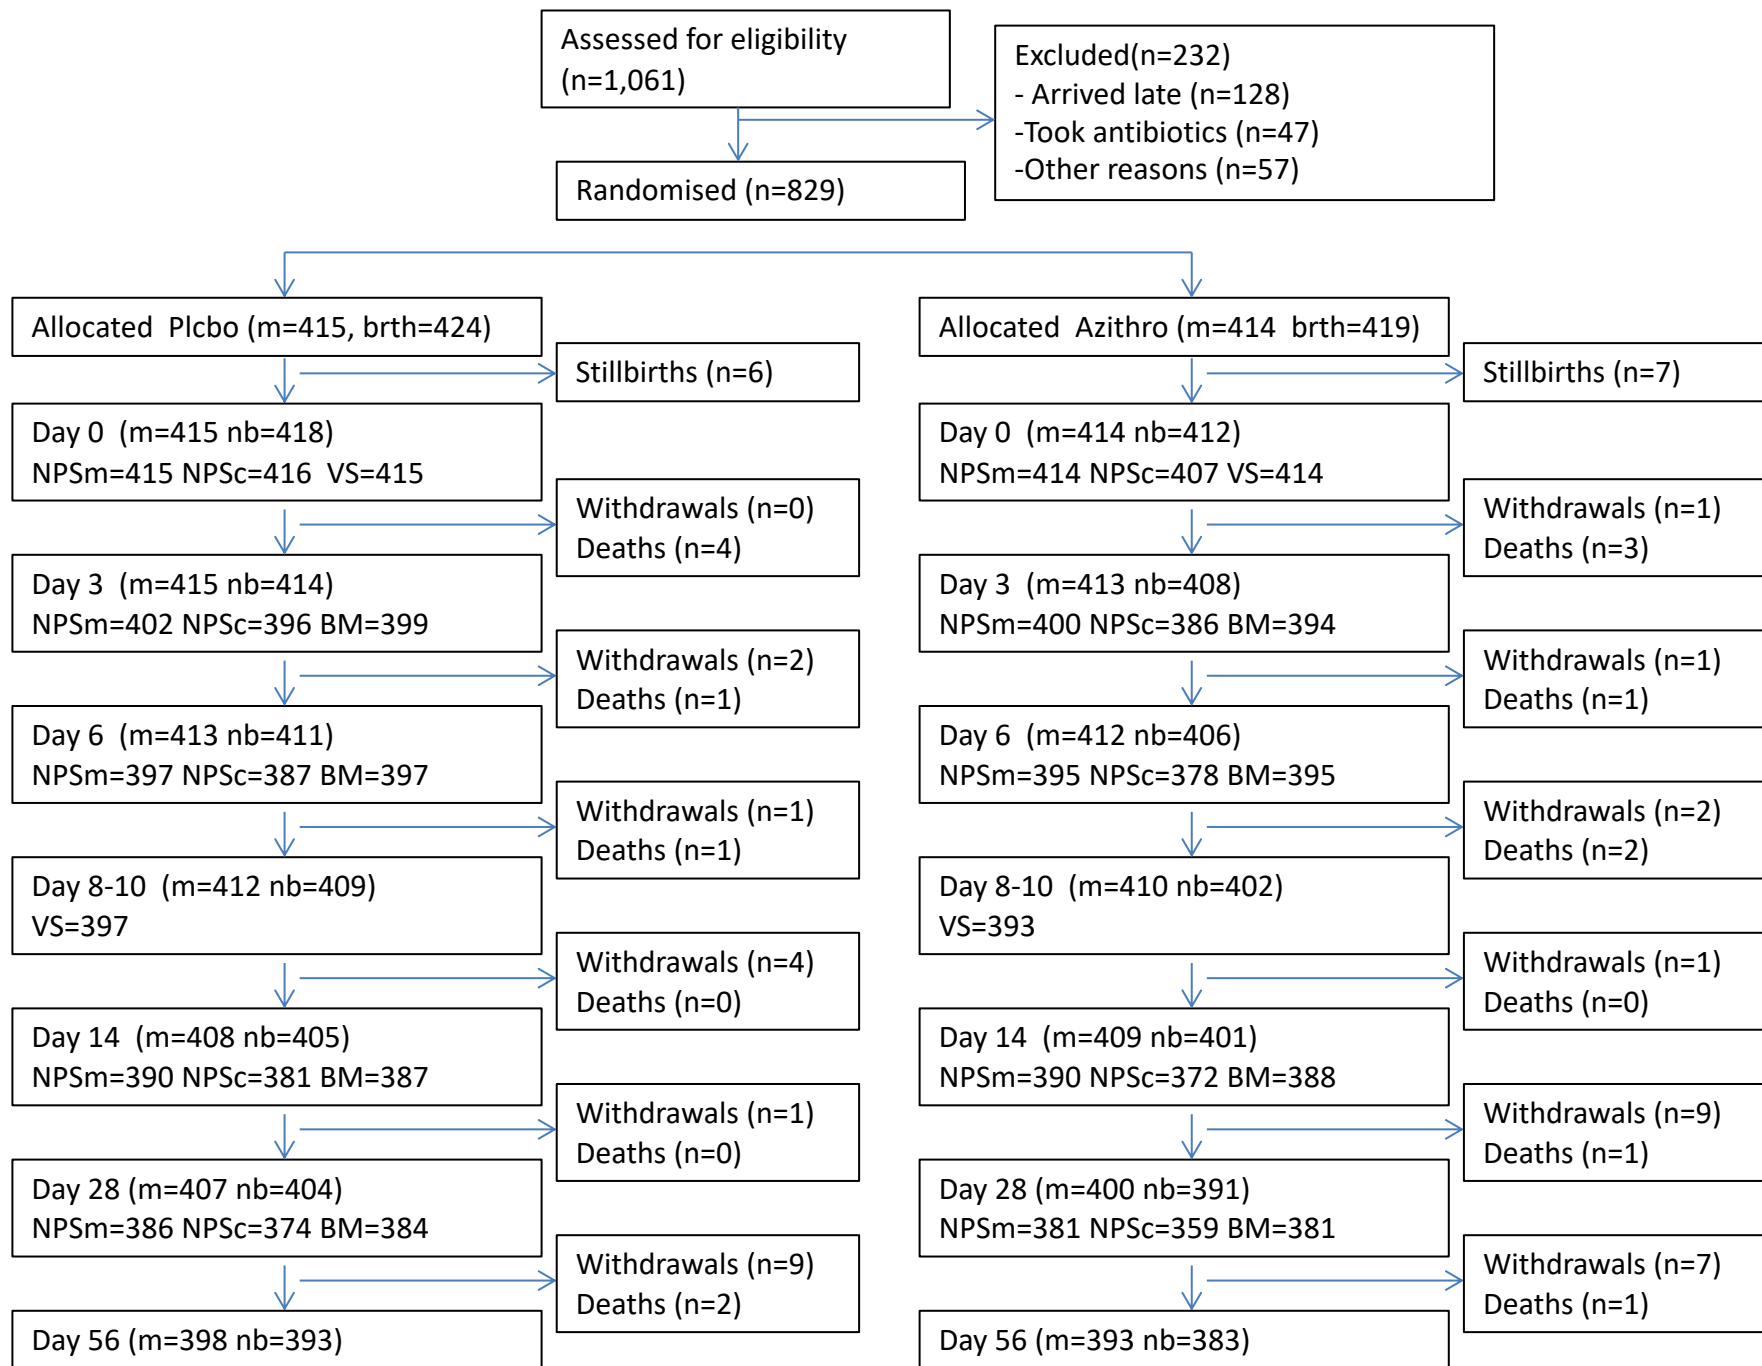 Assessed for eligibility
(n=1,061)
Excluded(n=232)
- Arrived late (n=128)
-Took antibiotics (n=47)
-Other reasons (n=57)
Randomised (n=829)
Allocated  Plcbo (m=415, brth=424)
Allocated  Azithro (m=414  brth=419)
Stillbirths (n=6)
Stillbirths (n=7)
Day 0  (m=415 nb=418)
NPSm=415 NPSc=416  VS=415
Day 0  (m=414 nb=412)
NPSm=414 NPSc=407 VS=414
Withdrawals (n=0)
Deaths (n=4)
Withdrawals (n=1)
Deaths (n=3)
Day 3  (m=415 nb=414)
NPSm=402 NPSc=396 BM=399
Day 3  (m=413 nb=408)
NPSm=400 NPSc=386 BM=394
Withdrawals (n=2)
Deaths (n=1)
Withdrawals (n=1)
Deaths (n=1)
Day 6  (m=413 nb=411)
NPSm=397 NPSc=387 BM=397
Day 6  (m=412 nb=406)
NPSm=395 NPSc=378 BM=395
Withdrawals (n=1)
Deaths (n=1)
Withdrawals (n=2)
Deaths (n=2)
Day 8-10  (m=412 nb=409)
VS=397
Day 8-10  (m=410 nb=402)
VS=393
Withdrawals (n=4)
Deaths (n=0)
Withdrawals (n=1)
Deaths (n=0)
Day 14  (m=408 nb=405)
NPSm=390 NPSc=381 BM=387
Day 14  (m=409 nb=401)
NPSm=390 NPSc=372 BM=388
Withdrawals (n=1)
Deaths (n=0)
Withdrawals (n=9)
Deaths (n=1)
Day 28 (m=407 nb=404)
NPSm=386 NPSc=374 BM=384
Day 28 (m=400 nb=391)
NPSm=381 NPSc=359 BM=381
Withdrawals (n=9)
Deaths (n=2)
Withdrawals (n=7)
Deaths (n=1)
Day 56 (m=398 nb=393)
Day 56 (m=393 nb=383)